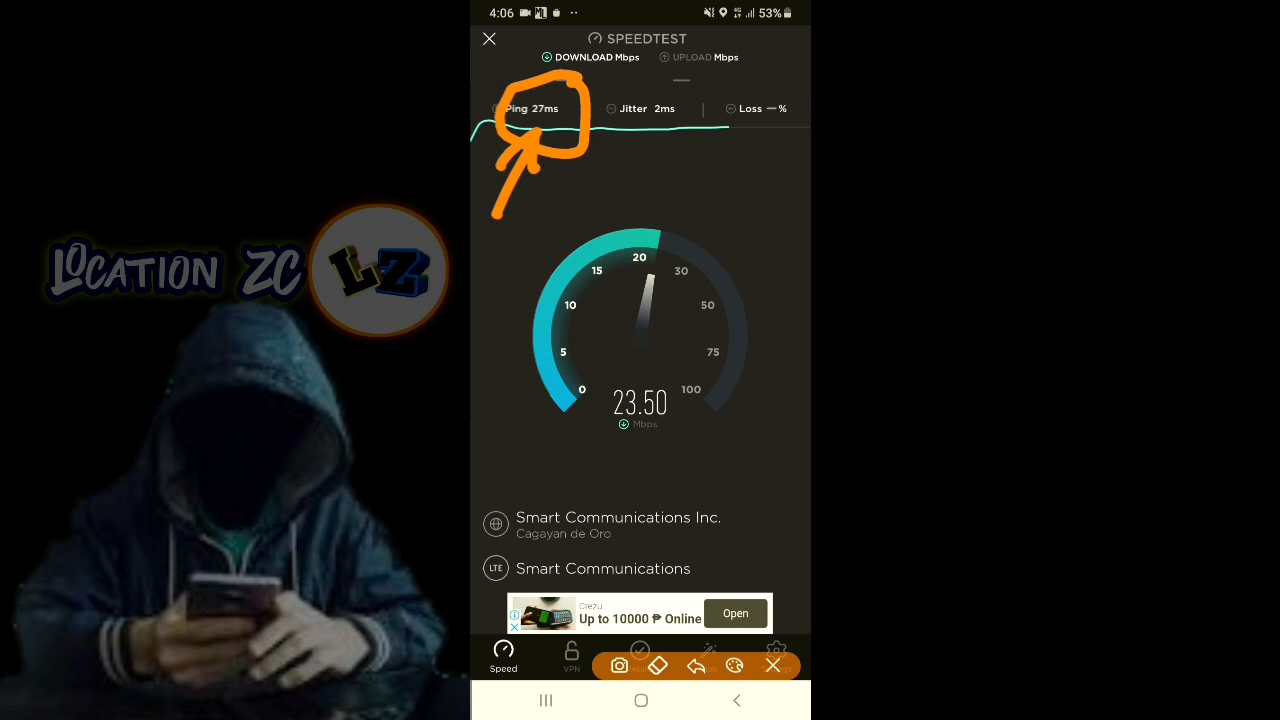 4:06
4G
53%
SPEEDTEST
DOWNLOAD Mbps
UPLOAD Mbps
Ping 27ms
Jitter 2ms
Loss —%
LOCATION ZC
LZ
0
5
10
15
20
30
50
75
100
23.50
Mbps
Smart Communications Inc.
Cagayan de Oro
LTE
Smart Communications
Crezu
Up to 10000 ₱ Online
Open
Speed
VPN